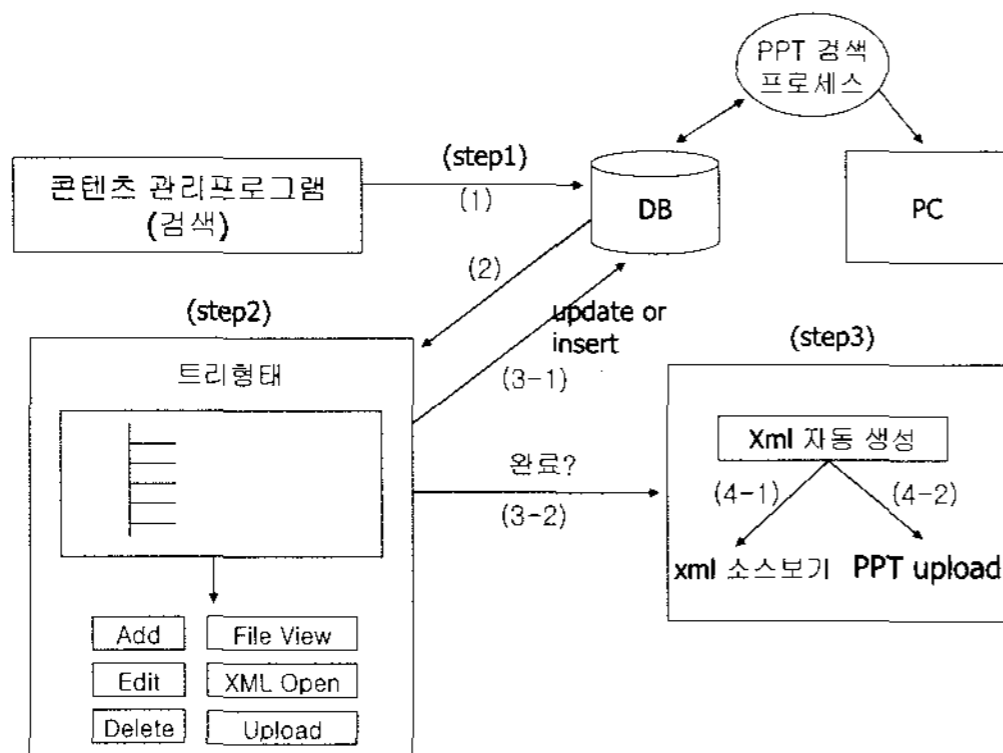 PPT 검색
프로세스
(step1)
콘텐츠 관리프로그램
(검색)
(1)
DB
PC
(2)
(step2)
update or
insert
(step3)
트리형태
(3-1)
Xml 자동 생성
완료?
(3-2)
(4-1)
(4-2)
xml 소스보기
PPT upload
Add
File View
Edit
XML Open
Delete
Upload